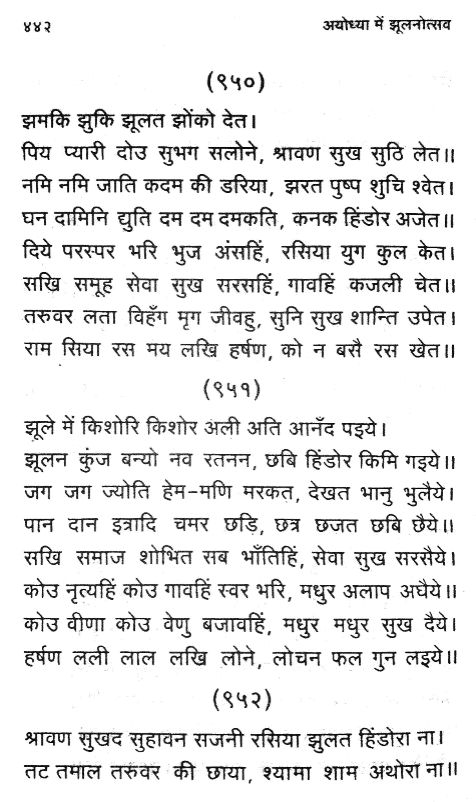 ४४२ अयोध्या में झूलनोत्सव
(९५०)
झमकि झुकि झूलत झोंको देत।
पिय प्यारी दोउ सुभग सलोने, श्रावण सुख सुठि लेत॥
नमि नमि जाति कदम की डरिया, झरत पुष्प शुचि श्वेत।
घन दामिनि द्युति दम दम दमकति, कनक हिंडोर अजेत॥
दिये परस्पर भरि भुज अंसहिं, रसिया युग कुल केत।
सखि समूह सेवा सुख सरसहिं, गावहिं कजली चेत॥
तरुवर लता विहँग मृग जीवहु, सुनि सुख शान्ति उपेत।
राम सिया रस मय लखि हर्षण, को न बसै रस खेत॥
(९५१)
झूले में किशोरि किशोर अली अति आनँद पइये।
झूलन कुंज बन्यो नव रतनन, छबि हिंडोर किमि गइये॥
जग जग ज्योति हेम-मणि मरकत, देखत भानु भुलैये।
पान दान इत्रादि चमर छड़ि, छत्र छजत छबि छैये॥
सखि समाज शोभित सब भाँतिहिं, सेवा सुख सरसैये।
कोउ नृत्यहिं कोउ गावहिं स्वर भरि, मधुर अलाप अघैये॥
कोउ वीणा कोउ वेणु बजावहिं, मधुर मधुर सुख दैये।
हर्षण लली लाल लखि लोने, लोचन फल गुन लइये॥
(९५२)
श्रावण सुखद सुहावन सजनी रसिया झुलत हिंडोरा ना।
तट तमाल तरुवर की छाया, श्यामा शाम अथोरा ना॥